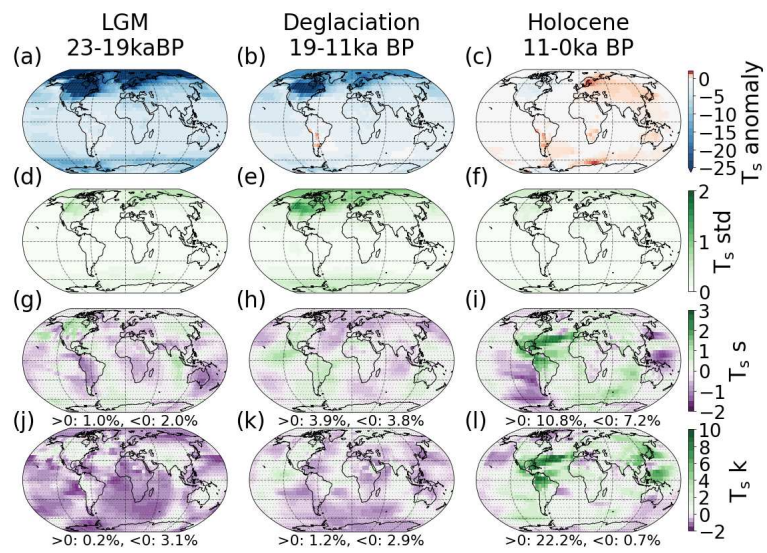 LGM
23-19kaBP
Deglaciation
19-11ka BP
Holocene
11-0ka BP
(a)
(b)
(c)
0
−5
−10
−15
−20
−25
Ts anomaly
(d)
(e)
(f)
2
1
0
Ts std
(g)
(h)
(i)
3
2
1
0
−1
−2
Ts s
>0: 1.0%, <0: 2.0%
>0: 3.9%, <0: 3.8%
>0: 10.8%, <0: 7.2%
(j)
(k)
(l)
10
8
6
4
2
0
−2
Ts k
>0: 0.2%, <0: 3.1%
>0: 1.2%, <0: 2.9%
>0: 22.2%, <0: 0.7%